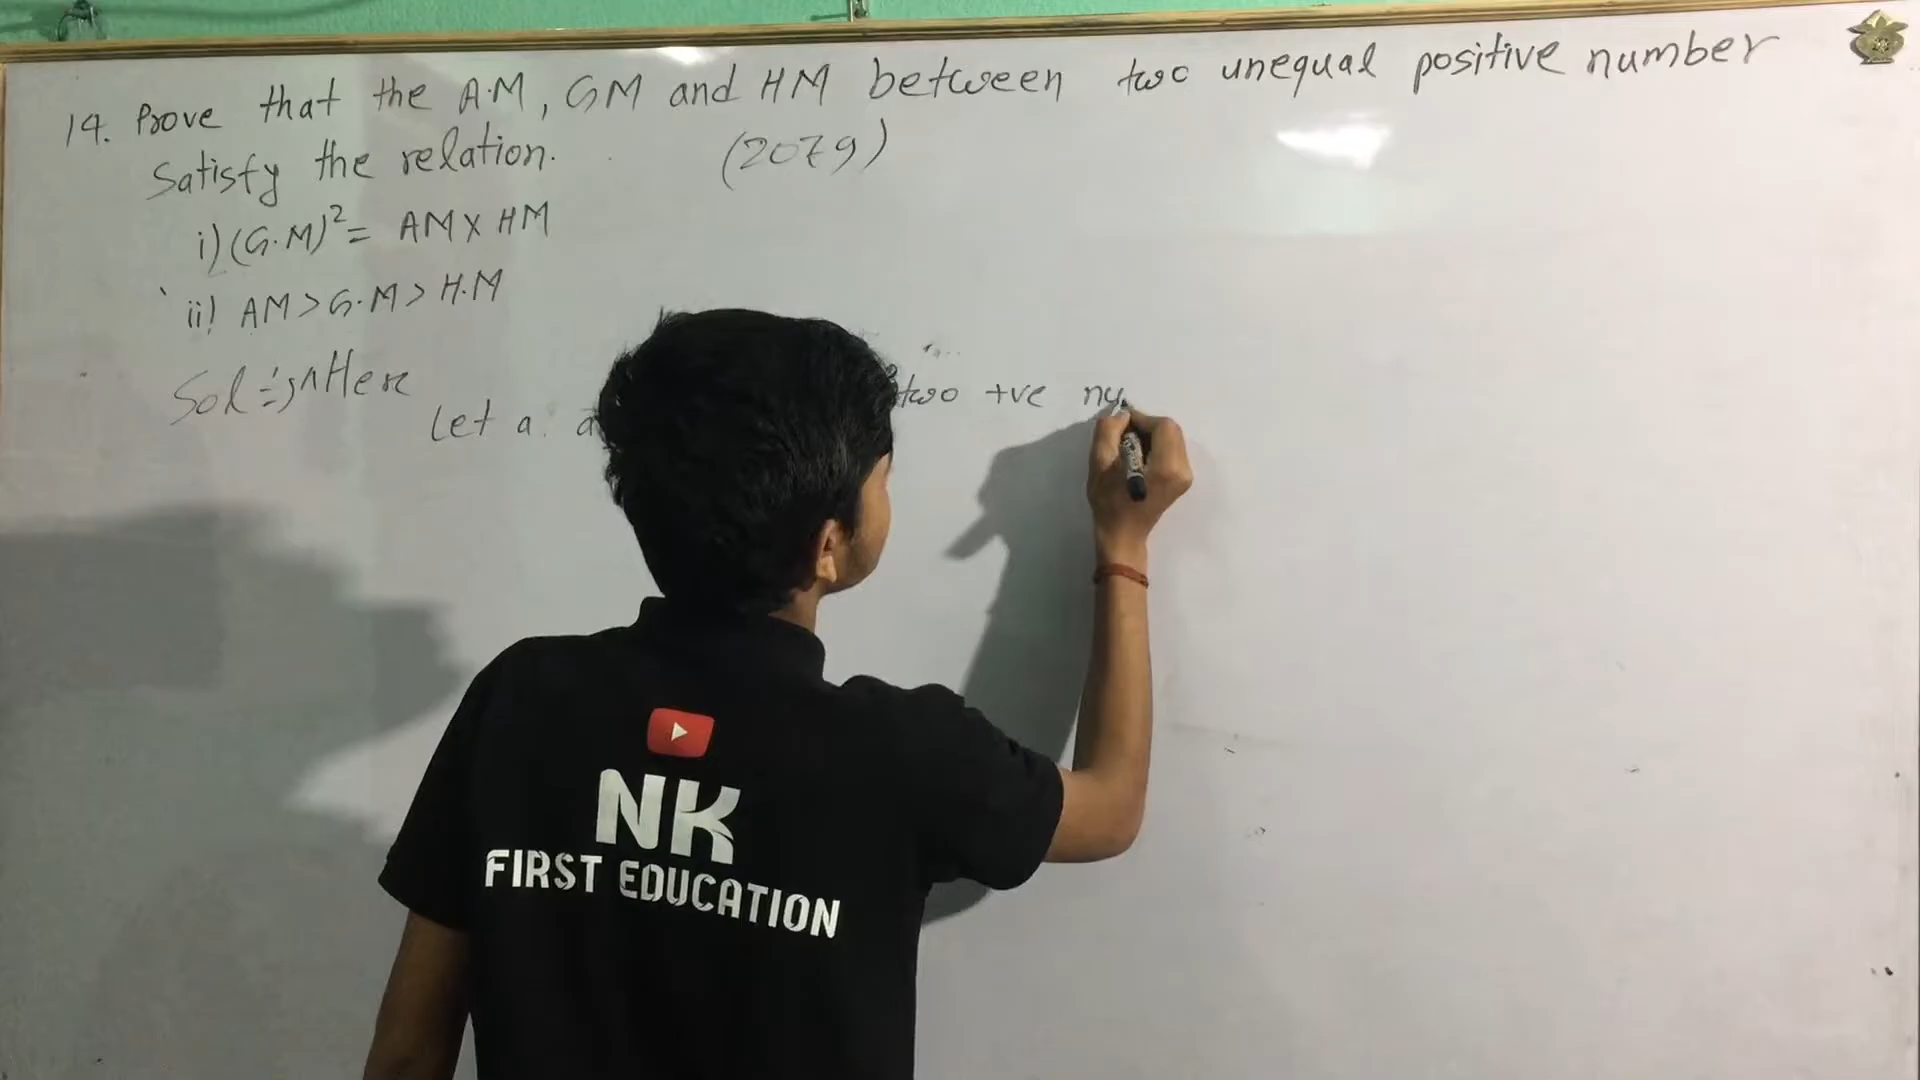 14. Prove that the A.M, GM and HM between two unequal positive number
Satisfy the relation. (2079)
i) (G.M)²= AM X HM
ii) AM > G.M > H.M
Here
Let a two +ve nu
NK
FIRST EDUCATION